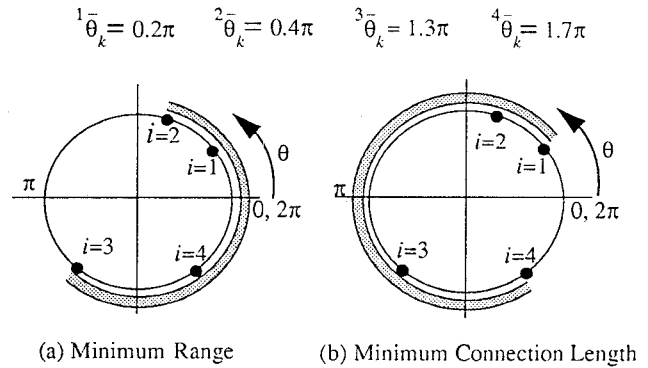 ¹θ̄ₖ = 0.2π ²θ̄ₖ = 0.4π ³θ̄ₖ = 1.3π ⁴θ̄ₖ = 1.7π
i=2
i=1
θ
π
0, 2π
i=3
i=4
i=2
i=1
θ
π
0, 2π
i=3
i=4
(a) Minimum Range
(b) Minimum Connection Length